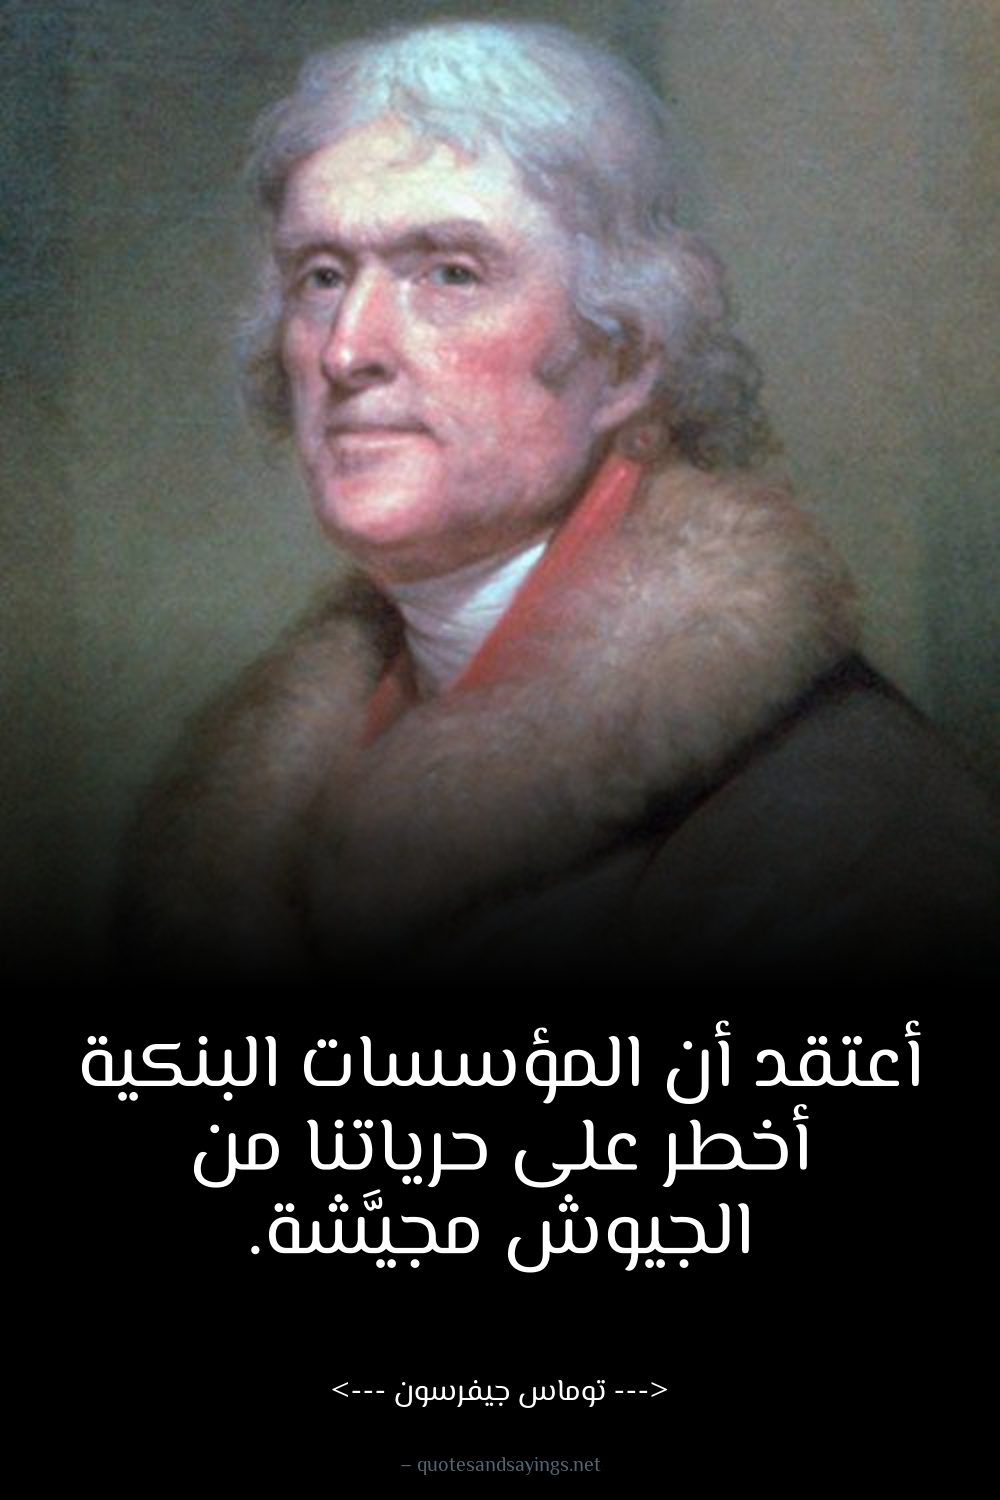 أعتقد أن المؤسسات البنكية
أخطر على حرياتنا من
الجيوش مجيَّشة.
<--- توماس جيفرسون --->
– quotesandsayings.net